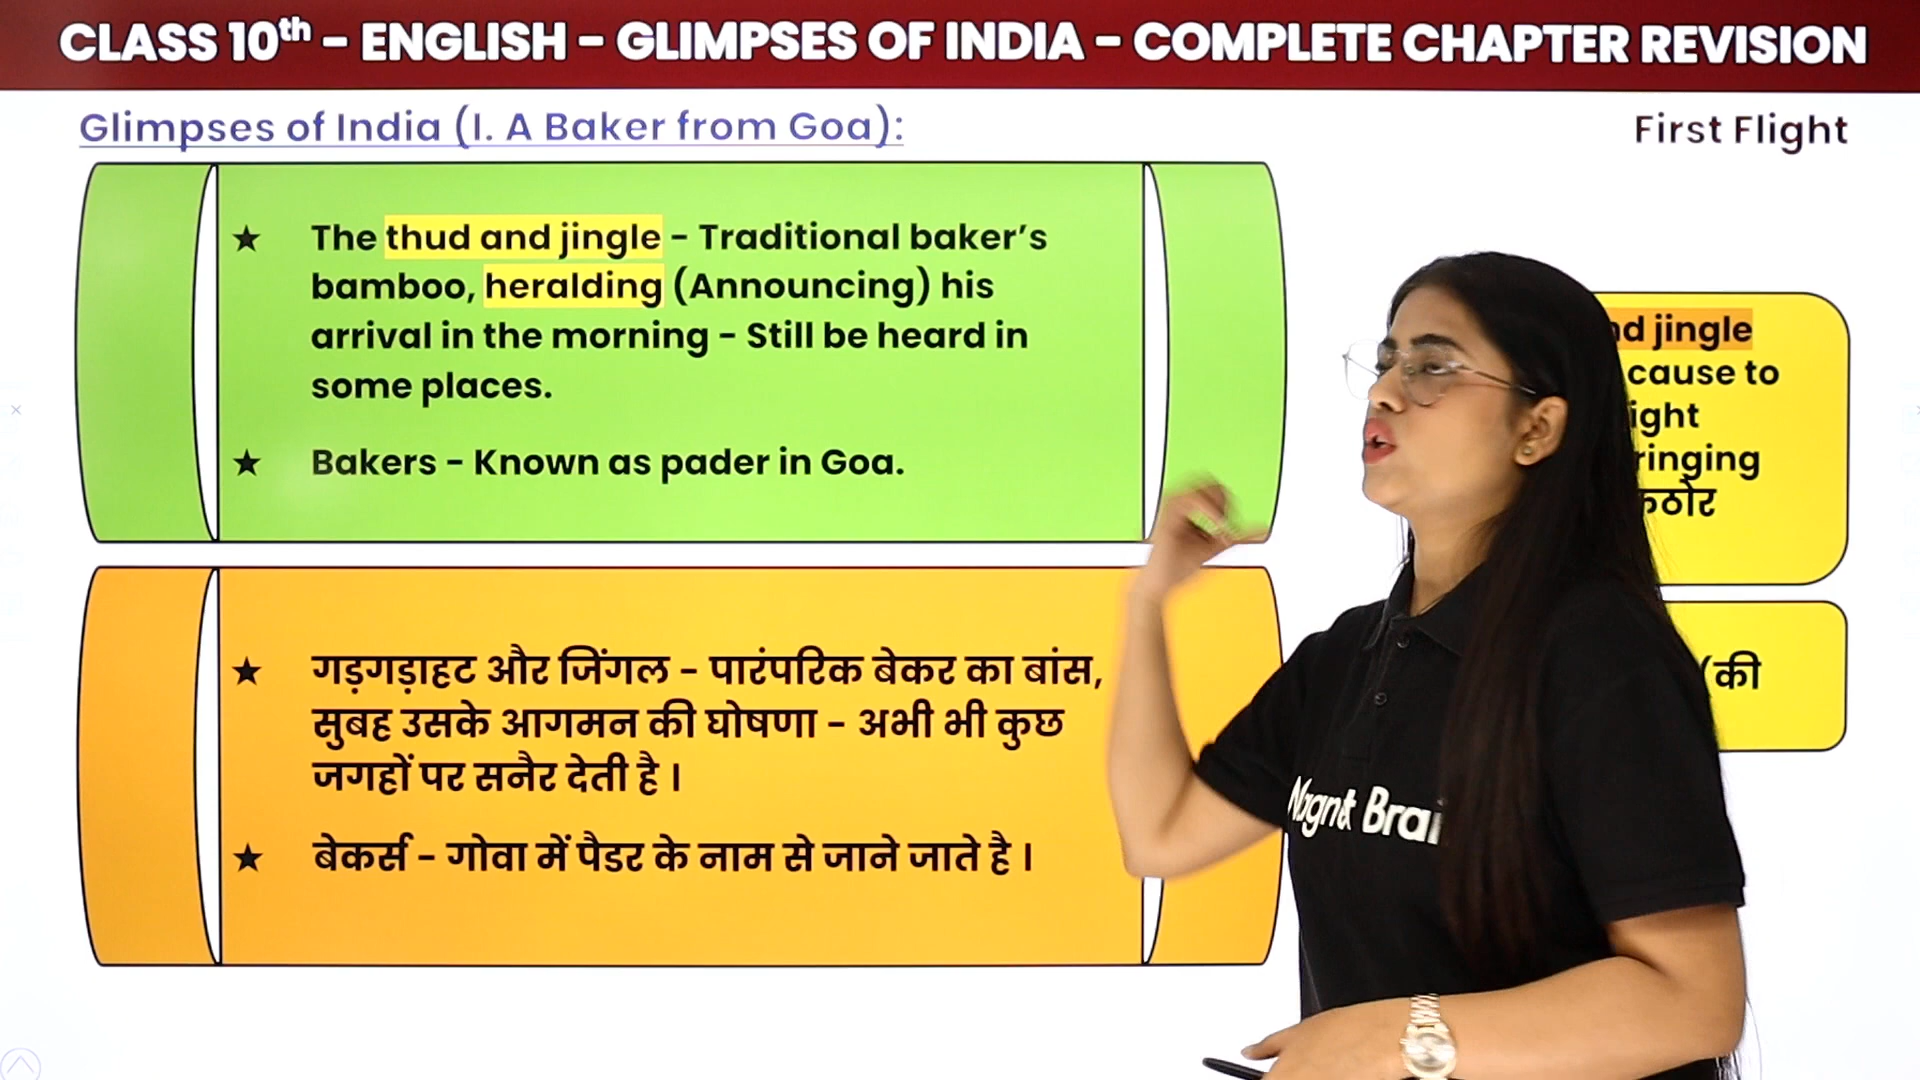 CLASS 10th - ENGLISH - GLIMPSES OF INDIA - COMPLETE CHAPTER REVISION
Glimpses of India (I. A Baker from Goa):
First Flight
★ The thud and jingle - Traditional baker's
bamboo, heralding (Announcing) his
arrival in the morning - Still be heard in
some places.
★ Bakers - Known as pader in Goa.
jingle
cause to
ringing
★ गड़गड़ाहट और जिंगल - पारंपरिक बेकर का बांस,
सुबह उसके आगमन की घोषणा - अभी भी कुछ
जगहों पर सनैर देती है ।
★ बेकर्स - गोवा में पैडर के नाम से जाने जाते है ।
(की